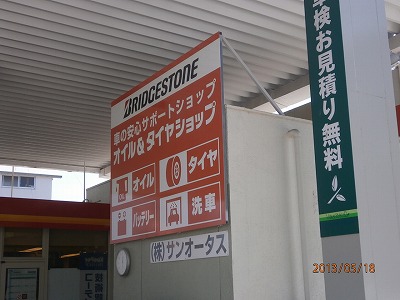 BRIDGESTONE
車の安心サポートショップ
オイル&タイヤショップ
オイル
タイヤ
バッテリー
洗車
(株)サンオータス
車検お見積り無料
2013/05/18